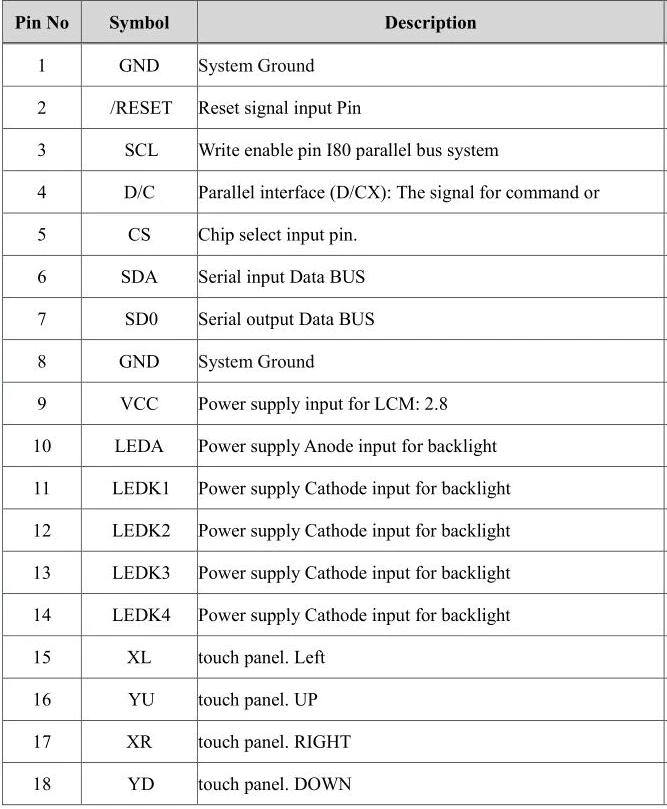 Pin No Symbol Description
1 GND System Ground
2 /RESET Reset signal input Pin
3 SCL Write enable pin I80 parallel bus system
4 D/C Parallel interface (D/CX): The signal for command or
5 CS Chip select input pin.
6 SDA Serial input Data BUS
7 SD0 Serial output Data BUS
8 GND System Ground
9 VCC Power supply input for LCM: 2.8
10 LEDA Power supply Anode input for backlight
11 LEDK1 Power supply Cathode input for backlight
12 LEDK2 Power supply Cathode input for backlight
13 LEDK3 Power supply Cathode input for backlight
14 LEDK4 Power supply Cathode input for backlight
15 XL touch panel. Left
16 YU touch panel. UP
17 XR touch panel. RIGHT
18 YD touch panel. DOWN